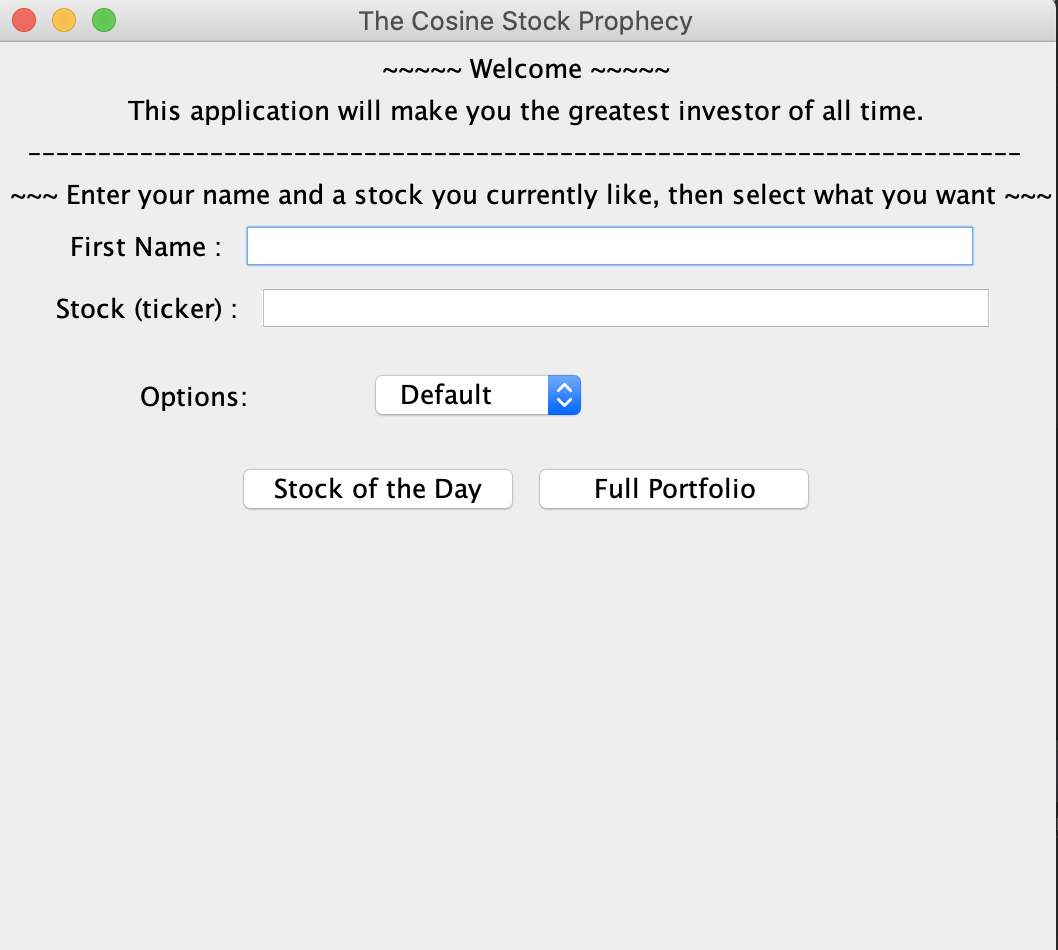 The Cosine Stock Prophecy
~~~~~ Welcome ~~~~~
This application will make you the greatest investor of all time.
-----------------------------------------------------------------------
~~~ Enter your name and a stock you currently like, then select what you want ~~~
First Name :
Stock (ticker) :
Options: Default
Stock of the Day Full Portfolio